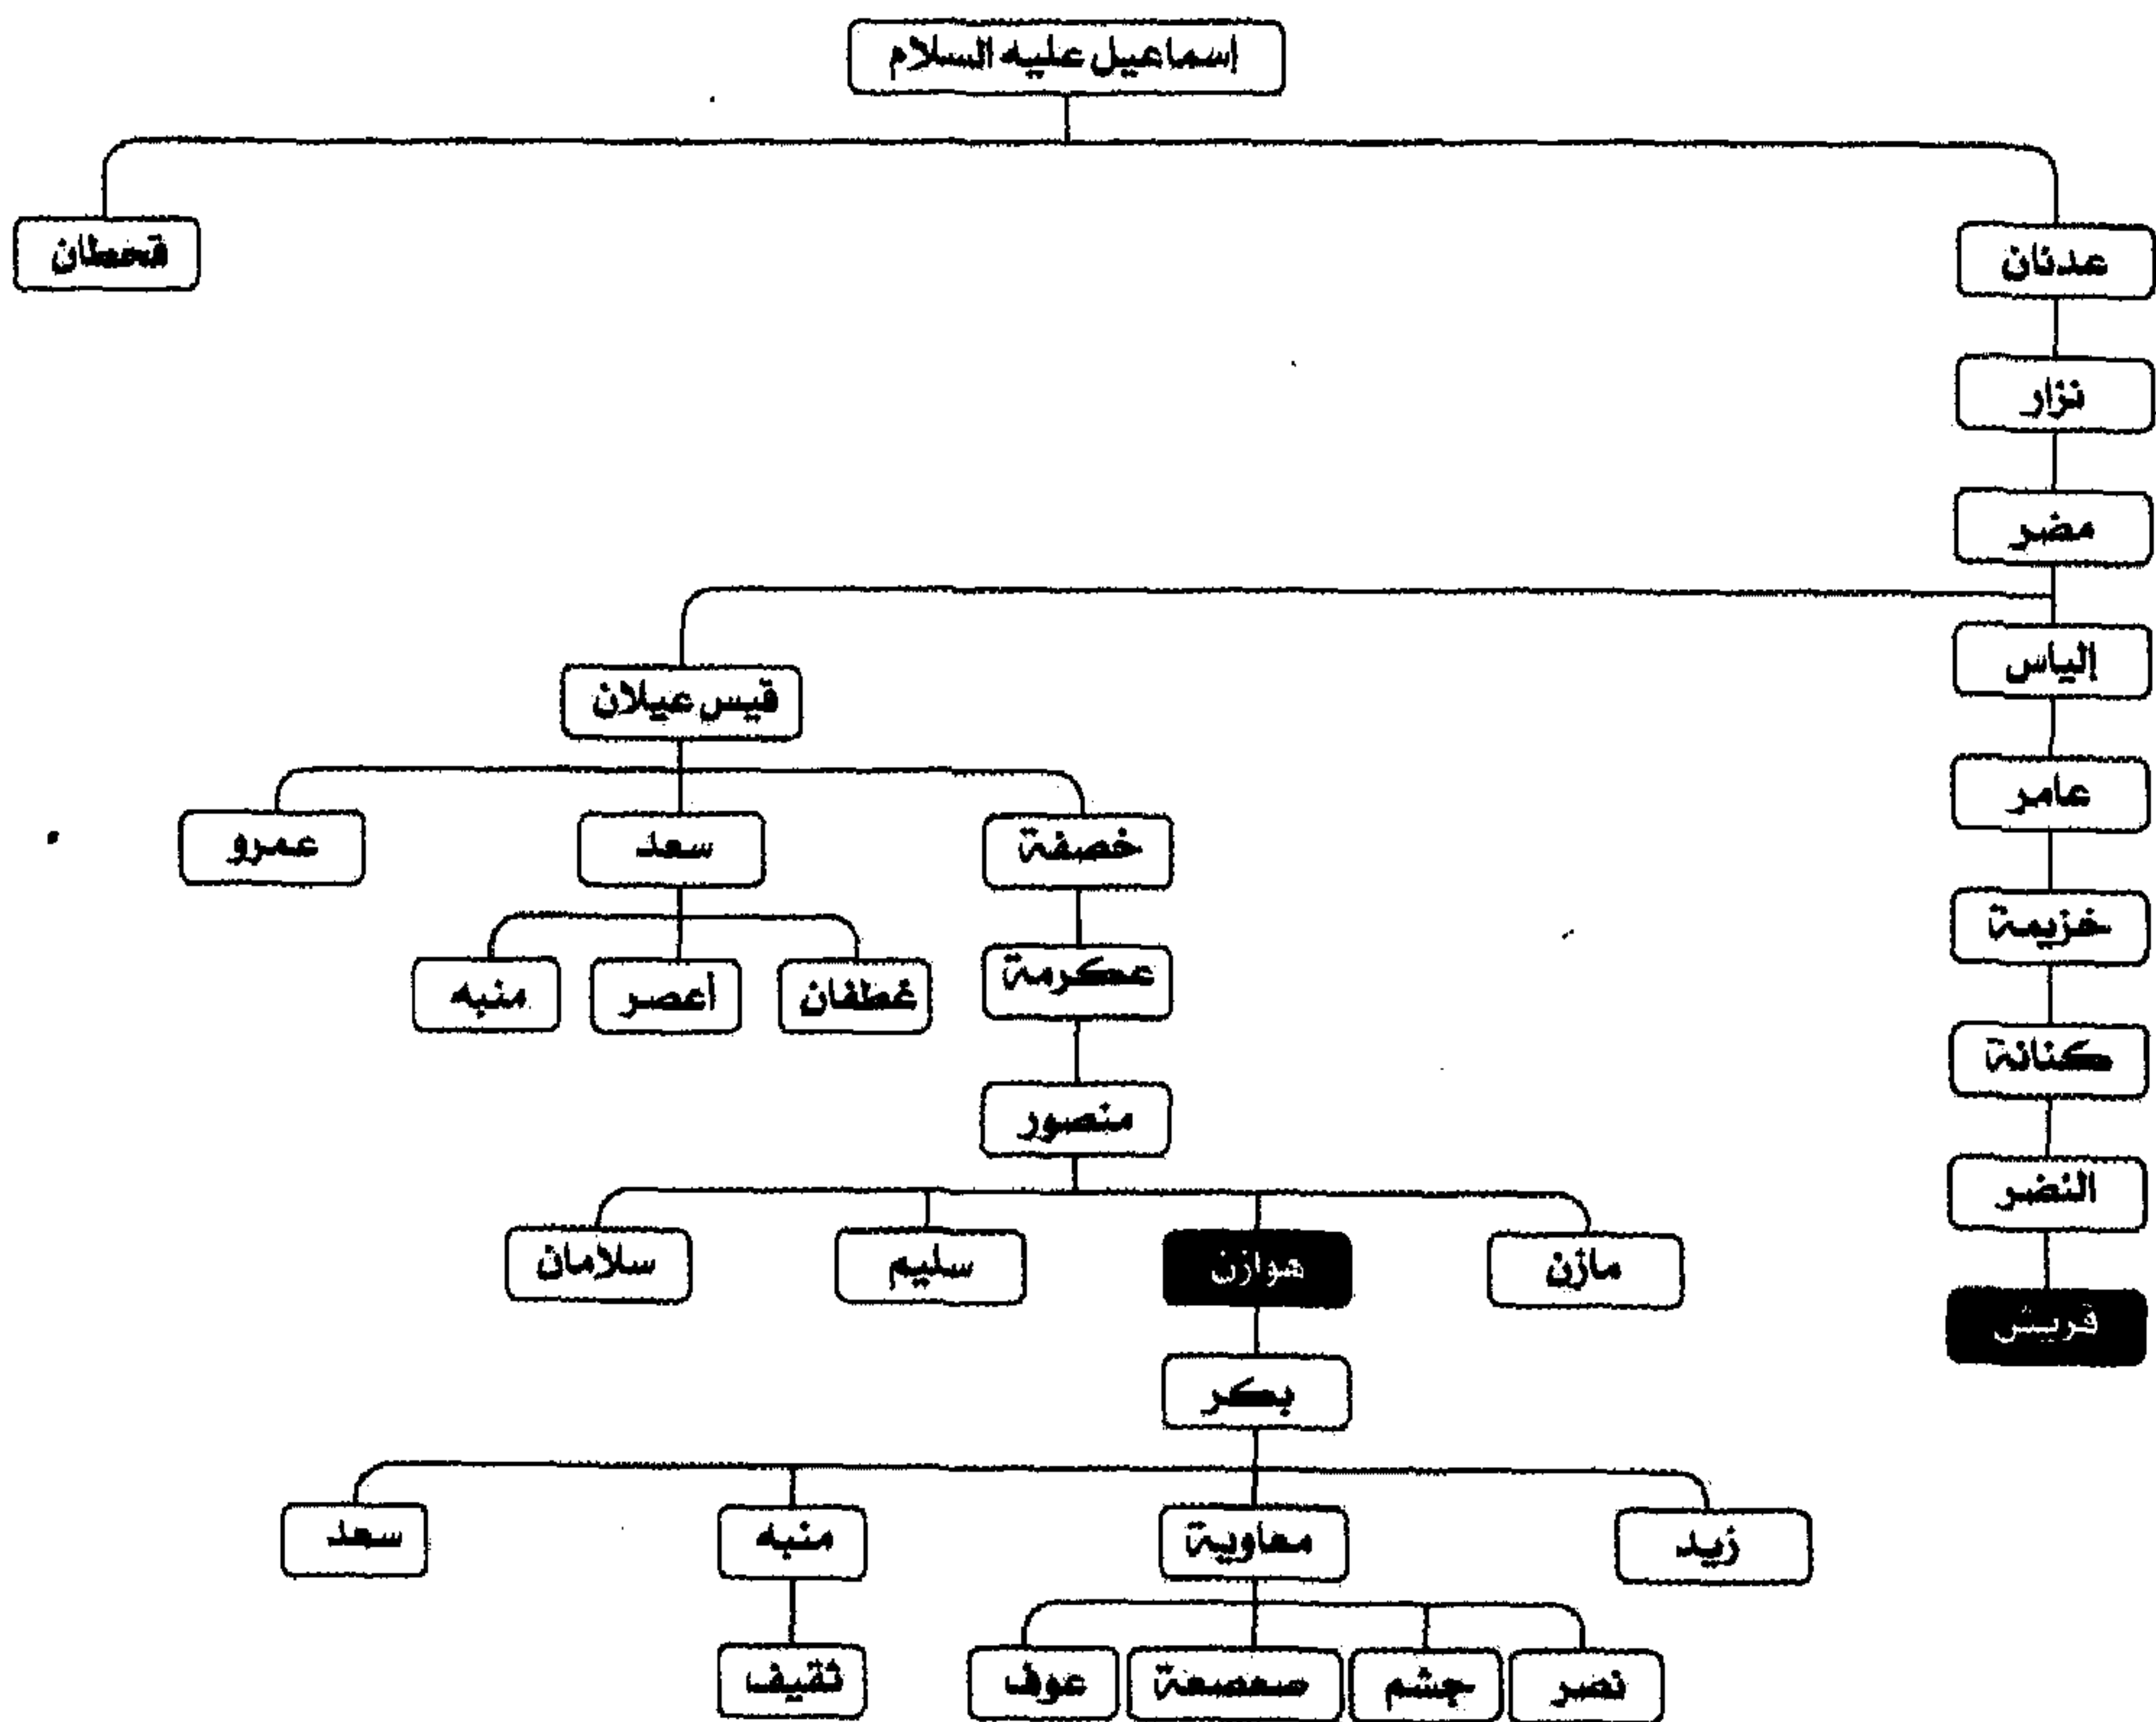 إسماعيل عليه السلام
عدنان
قحطان
نزار
مضر
إلياس
قيس عيلان
عامر
خصفة
سعد
عمرو
خزيمة
عكرمة
غطفان
أعصر
منبه
كنانة
منصور
النضر
مازن
هوازن
سليم
سلامان
قريش
بكر
زيد
معاوية
منبه
سعد
نصر
جشم
صعصعة
عوف
ثقيف